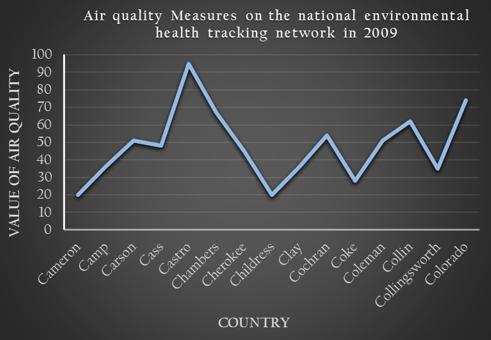 Air quality Measures on the national environmental
health tracking network in 2009
VALUE OF AIR QUALITY
100
90
80
70
60
50
40
30
20
10
0
Cameron
Camp
Carson
Cass
Castro
Chambers
Cherokee
Childress
Clay
Cochran
Coke
Coleman
Collin
Collingsworth
Colorado
COUNTRY